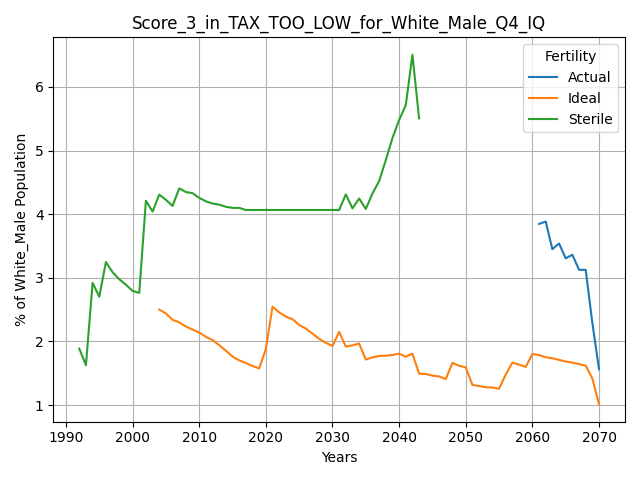 Score_3_in_TAX_TOO_LOW_for_White_Male_Q4_IQ
% of White_Male Population
6
5
4
3
2
1
Fertility
Actual
Ideal
Sterile
1990 2000 2010 2020 2030 2040 2050 2060 2070
Years